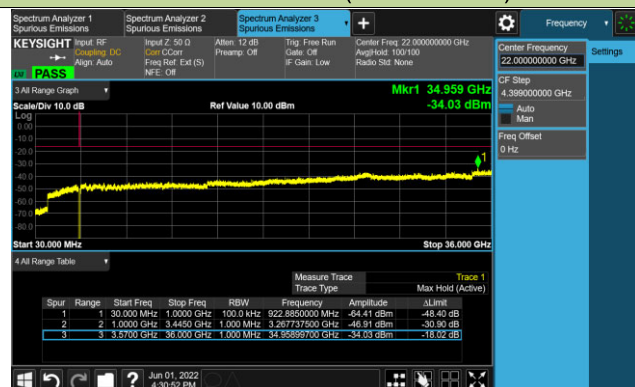 Spectrum Analyzer 1
Spurious Emissions
Spectrum Analyzer 2
Spurious Emissions
Spectrum Analyzer 3
Spurious Emissions
Frequency
KEYSIGHT
Input: RF
Coupling: DC
Align: Auto
Input Z: 50 Ω
Corr CCorr
Freq Ref: Ext (S)
NFE: Off
Atten: 12 dB
Preamp: Off
Trig: Free Run
Gate: Off
IF Gain: Low
Center Freq: 22.000000000 GHz
Avg|Hold: 100/100
Radio Std: None
PASS
Center Frequency
22.000000000 GHz
Settings
CF Step
4.399000000 GHz
Auto
Man
Freq Offset
0 Hz
3 All Range Graph
Mkr1 34.959 GHz
Scale/Div 10.0 dB
Ref Value 10.00 dBm
-34.03 dBm
Log
0.00
-10.0
-20.0
-30.0
-40.0
-50.0
-60.0
-70.0
-80.0
1
Start 30.000 MHz
Stop 36.000 GHz
4 All Range Table
Measure Trace Trace 1
Trace Type Max Hold (Active)
Spur Range Start Freq Stop Freq RBW Frequency Amplitude ΔLimit
1 1 30.000 MHz 1.0000 GHz 100.0 kHz 922.8850000 MHz -64.41 dBm -48.40 dB
2 2 1.0000 GHz 3.4450 GHz 1.000 MHz 3.267737500 GHz -46.91 dBm -30.90 dB
3 3 3.5700 GHz 36.000 GHz 1.000 MHz 34.95899700 GHz -34.03 dBm -18.02 dB
Jun 01, 2022
4:30:52 PM